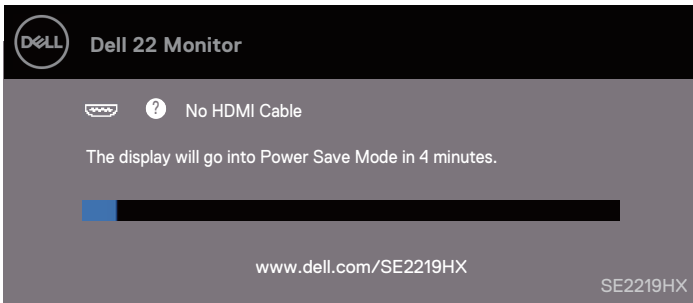 DELL
Dell 22 Monitor
? No HDMI Cable
The display will go into Power Save Mode in 4 minutes.
www.dell.com/SE2219HX
SE2219HX